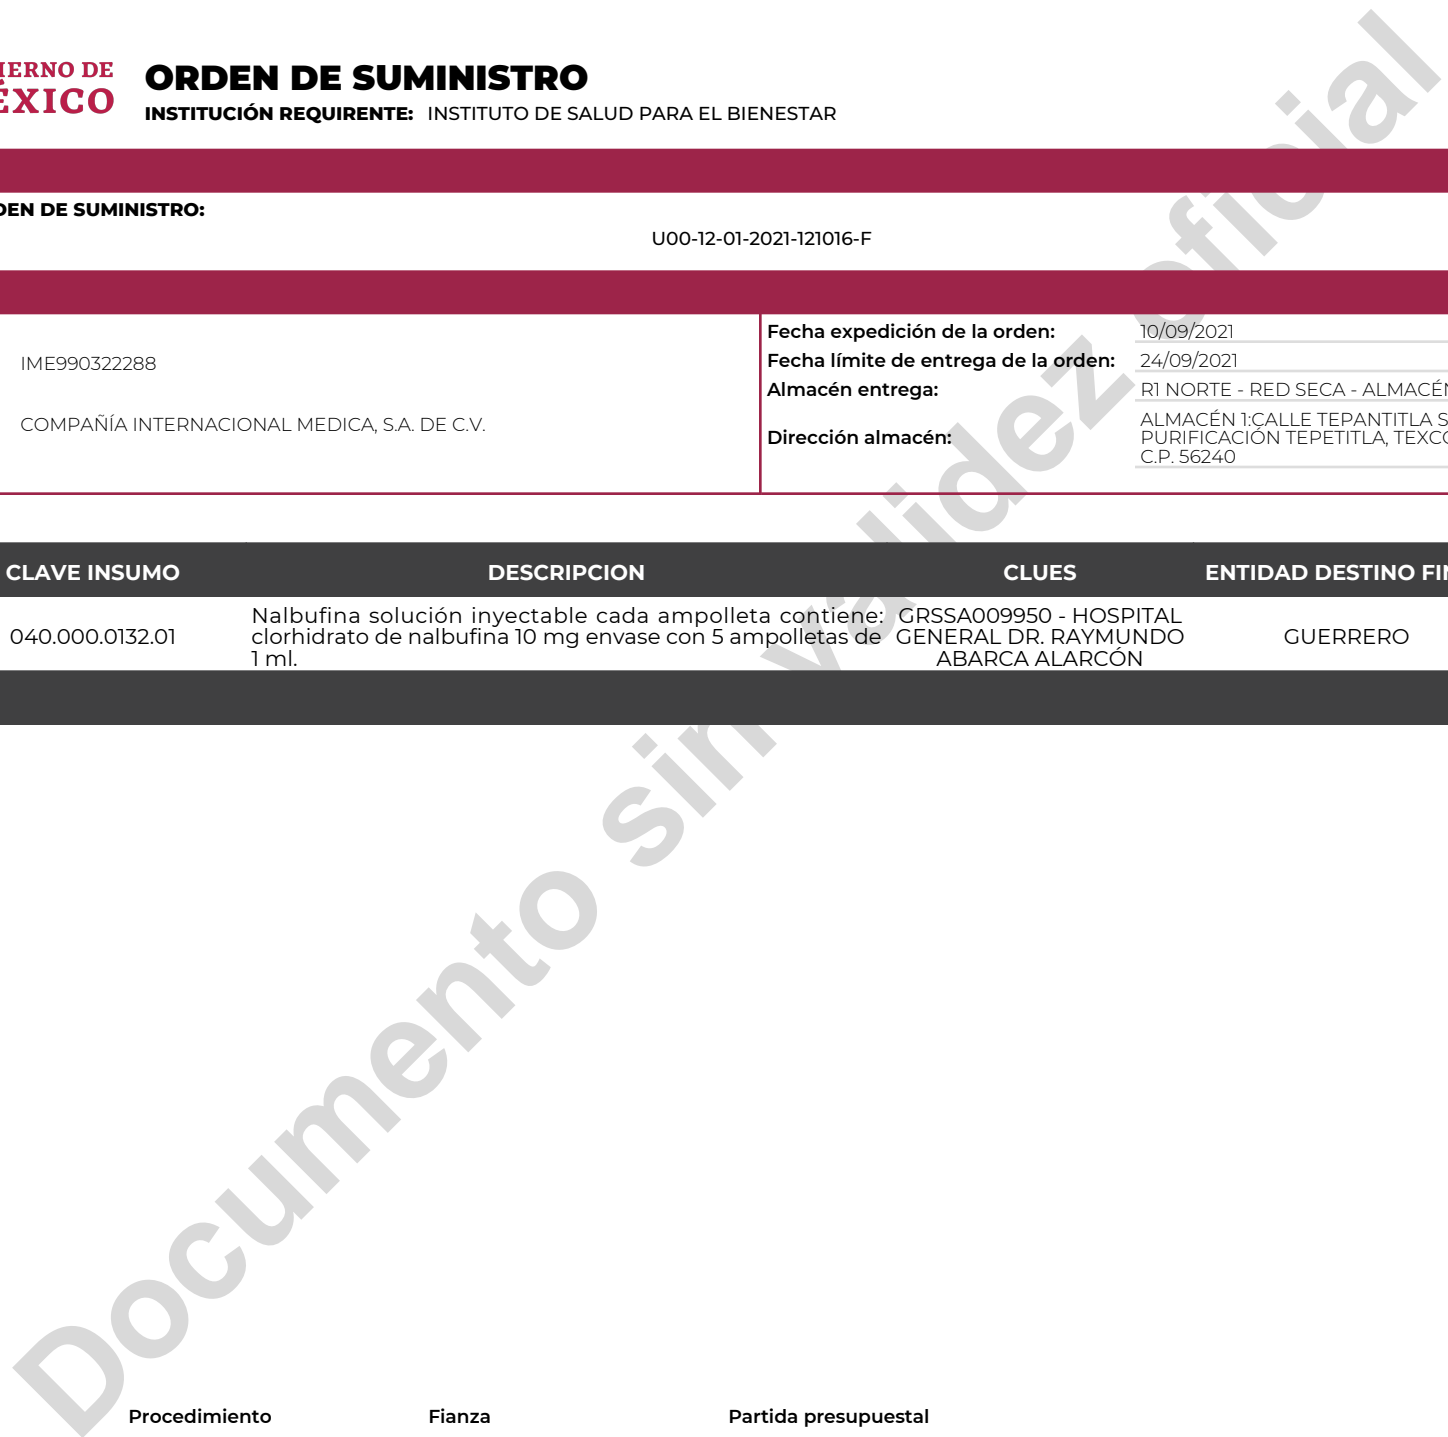 IERNO DE
ÉXICO
ORDEN DE SUMINISTRO
INSTITUCIÓN REQUIRENTE: INSTITUTO DE SALUD PARA EL BIENESTAR
DEN DE SUMINISTRO:
U00-12-01-2021-121016-F
IME990322288
COMPAÑÍA INTERNACIONAL MEDICA, S.A. DE C.V.
Fecha expedición de la orden: 10/09/2021
Fecha límite de entrega de la orden: 24/09/2021
Almacén entrega: R1 NORTE - RED SECA - ALMACÉN
Dirección almacén:
ALMACÉN 1:CALLE TEPANTITLA S
PURIFICACIÓN TEPETITLA, TEXCO
C.P. 56240
CLAVE INSUMO DESCRIPCION CLUES ENTIDAD DESTINO FIN
040.000.0132.01
Nalbufina solución inyectable cada ampolleta contiene:
clorhidrato de nalbufina 10 mg envase con 5 ampolletas de
1 ml.
GRSSA009950 - HOSPITAL
GENERAL DR. RAYMUNDO
ABARCA ALARCÓN
GUERRERO
Documento sin validez oficial
Procedimiento Fianza Partida presupuestal